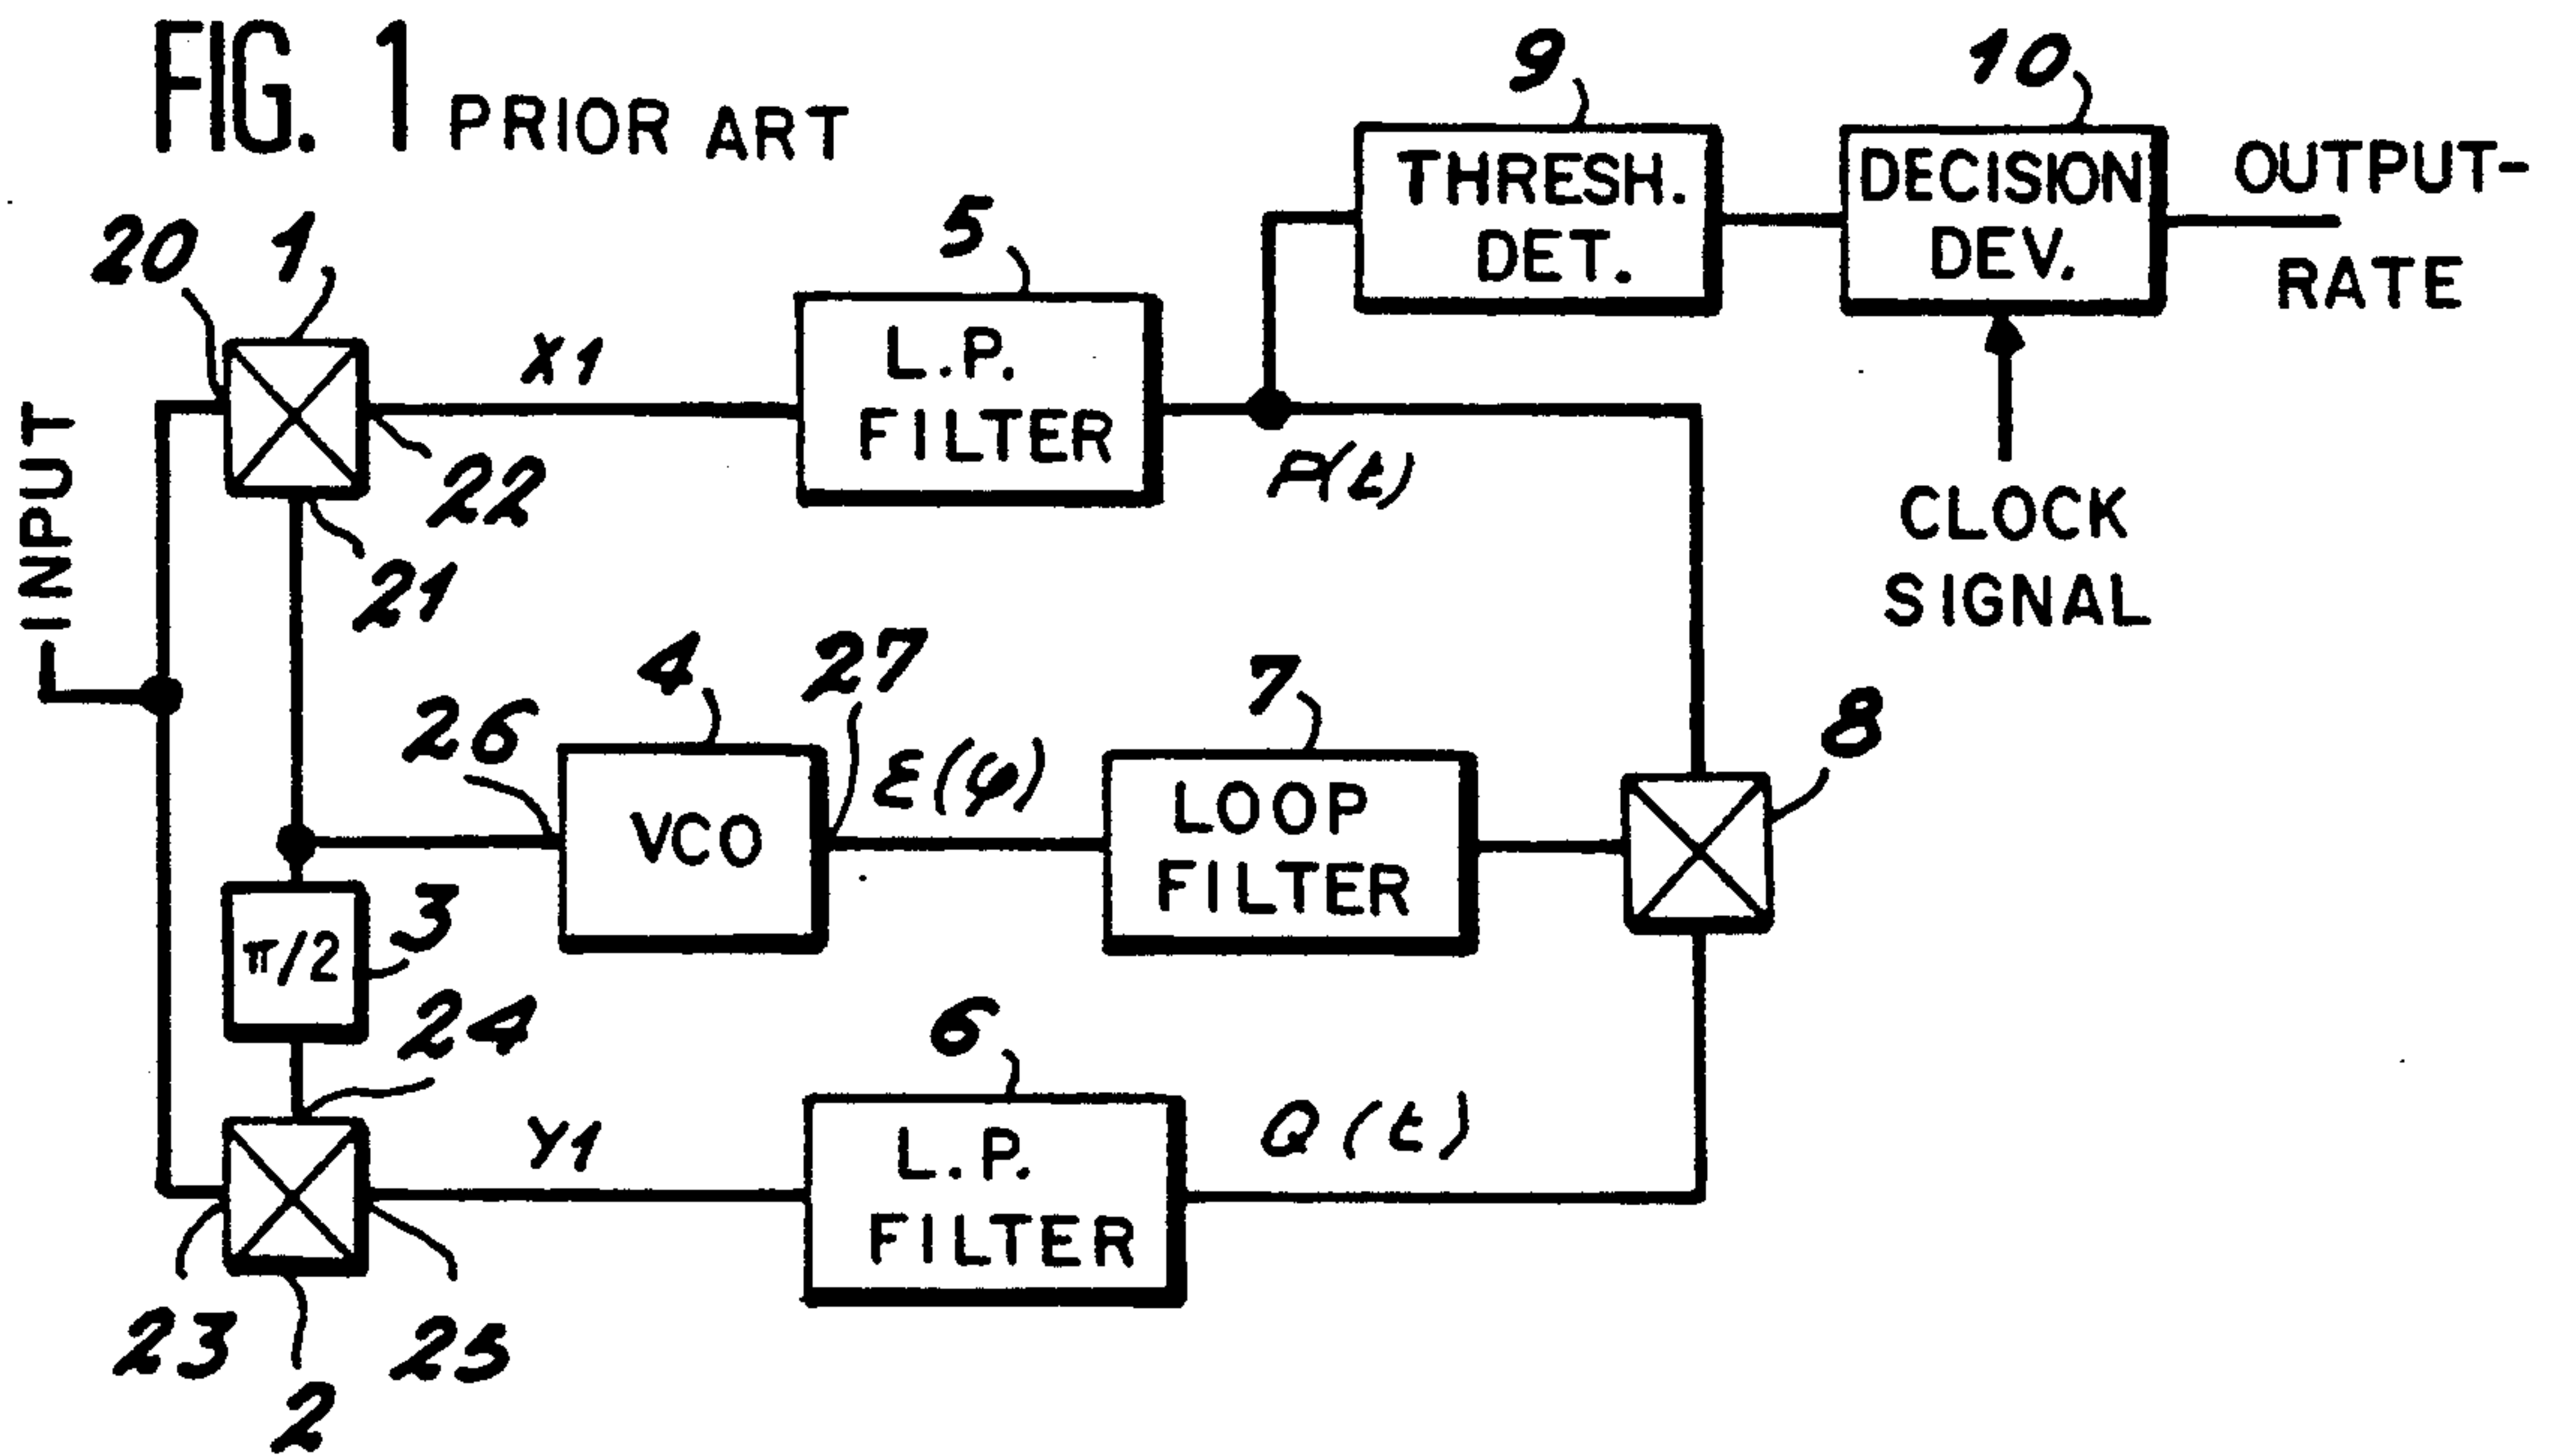 FIG. 1 PRIOR ART
9
10
THRESH.
DET.
DECISION
DEV.
OUTPUT-
RATE
20
1
5
X1
L.P.
FILTER
22
P(t)
CLOCK
SIGNAL
INPUT
21
4
27
7
8
26
VCO
ε(φ)
LOOP
FILTER
π/2
3
24
6
Y1
L.P.
FILTER
Q(t)
23
25
2